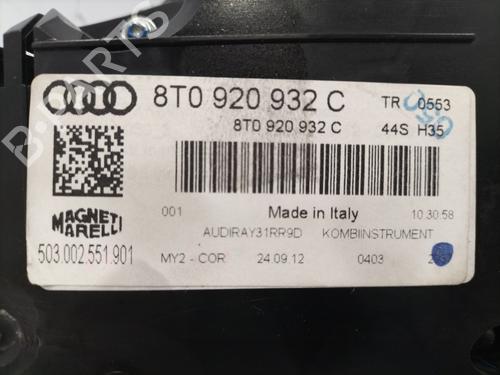 8T0 920 932 C TR 0553
8T0 920 932 C 44S H35
MAGNETI
MARELLI
503.002.551.901
001 Made in Italy 10:30:58
AUDIRAY31RR9D KOMBIINSTRUMENT
MY2 - COR 24.09.12 0403
B-PARTS